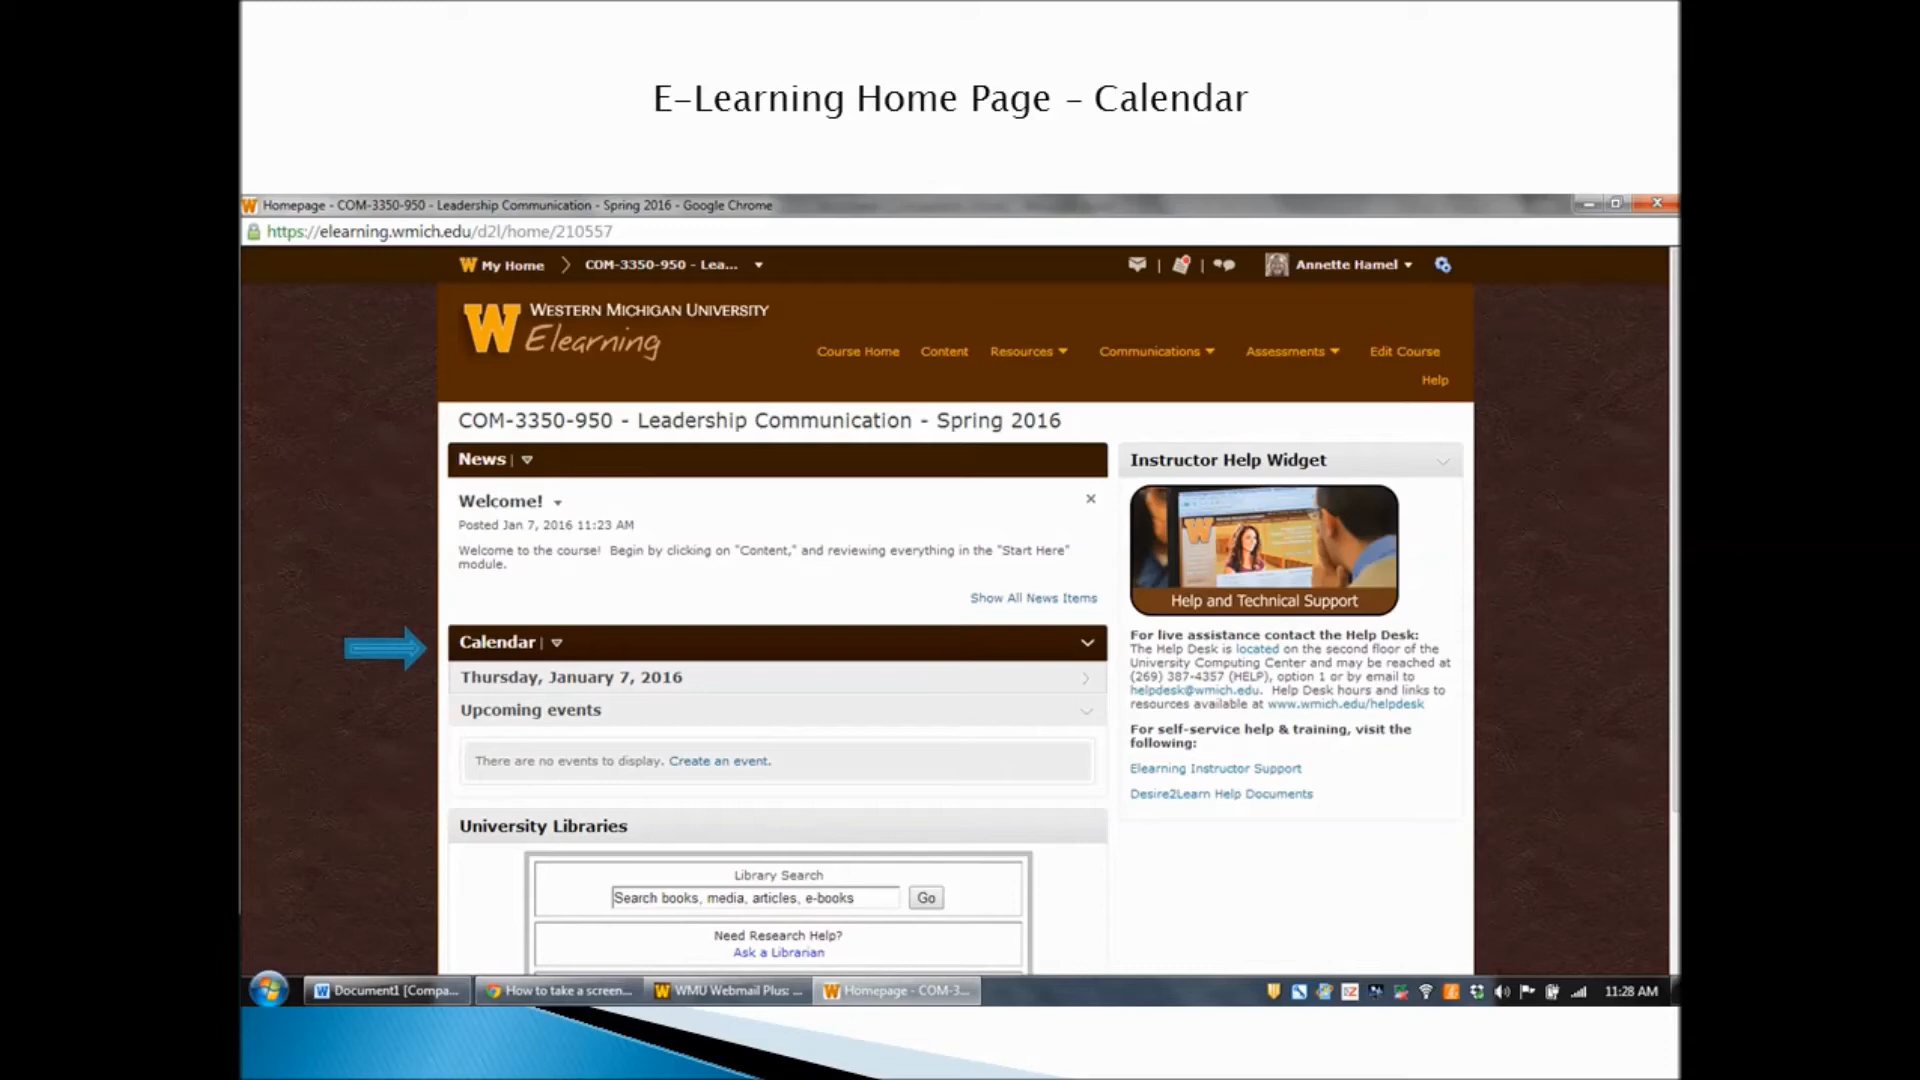 E-Learning Home Page - Calendar
Homepage - COM-3350-950 - Leadership Communication - Spring 2016 - Google Chrome
https://elearning.wmich.edu/d2l/home/210557
My Home
COM-3350-950 - Lea...
Annette Hamel
W WESTERN MICHIGAN UNIVERSITY
Elearning
Course Home Content Resources Communications Assessments Edit Course
Help
COM-3350-950 - Leadership Communication - Spring 2016
News
Welcome!
Posted Jan 7, 2016 11:23 AM
Welcome to the course! Begin by clicking on "Content," and reviewing everything in the "Start Here"
module.
Show All News Items
Calendar
Thursday, January 7, 2016
Upcoming events
There are no events to display. Create an event.
University Libraries
Library Search
Search books, media, articles, e-books Go
Need Research Help?
Ask a Librarian
Instructor Help Widget
Help and Technical Support
For live assistance contact the Help Desk:
The Help Desk is located on the second floor of the
University Computing Center and may be reached at
(269) 387-4357 (HELP), option 1 or by email to
helpdesk@wmich.edu. Help Desk hours and links to
resources available at www.wmich.edu/helpdesk
For self-service help & training, visit the
following:
Elearning Instructor Support
Desire2Learn Help Documents
Document1 [Compa...
How to take a screen...
WMU Webmail Plus: ...
Homepage - COM-3...
11:28 AM